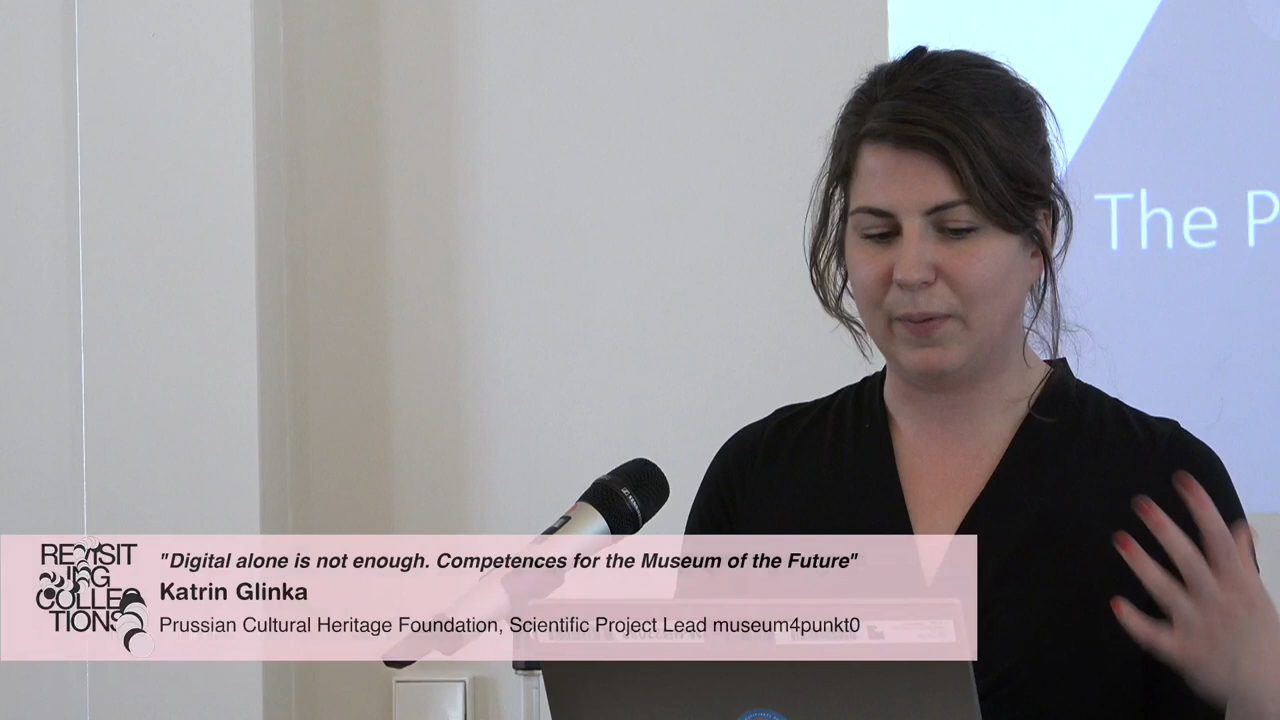 The P
REVISIT
ING
COLLEC
TIONS
"Digital alone is not enough. Competences for the Museum of the Future"
Katrin Glinka
Prussian Cultural Heritage Foundation, Scientific Project Lead museum4punkt0